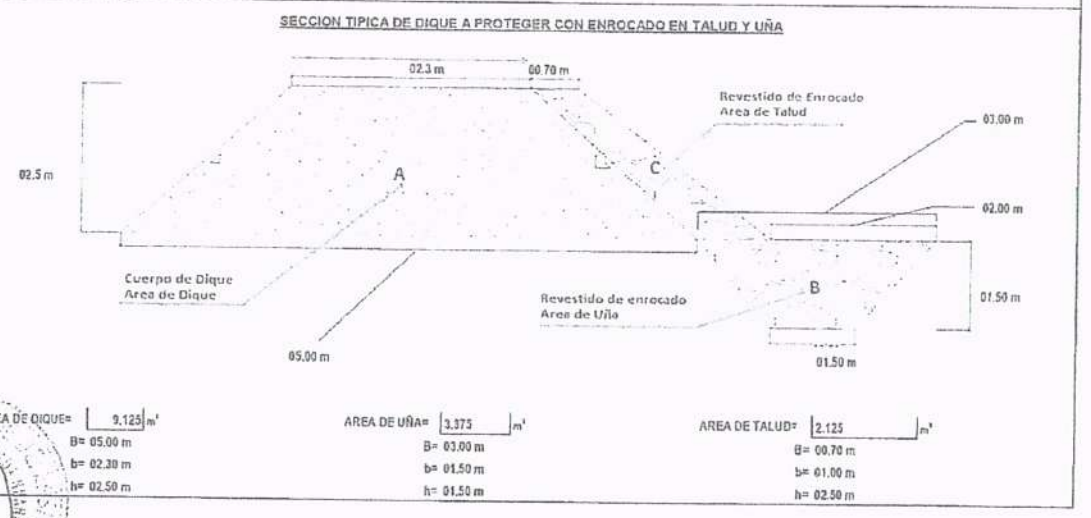 SECCION TIPICA DE DIQUE A PROTEGER CON ENROCADO EN TALUD Y UÑA
02.3 m
00.70 m
Revestido de Enrocado
Area de Talud
03.00 m
02.5 m
A
C
02.00 m
Cuerpo de Dique
Area de Dique
Revestido de enrocado
Area de Uña
B
01.50 m
05.00 m
01.50 m
EA DE DIQUE= 9.125 m²
AREA DE UÑA= 3.375 m²
AREA DE TALUD= 2.125 m²
B= 05.00 m
B= 03.00 m
B= 00.70 m
b= 02.30 m
b= 01.50 m
b= 01.00 m
h= 02.50 m
h= 01.50 m
h= 02.50 m